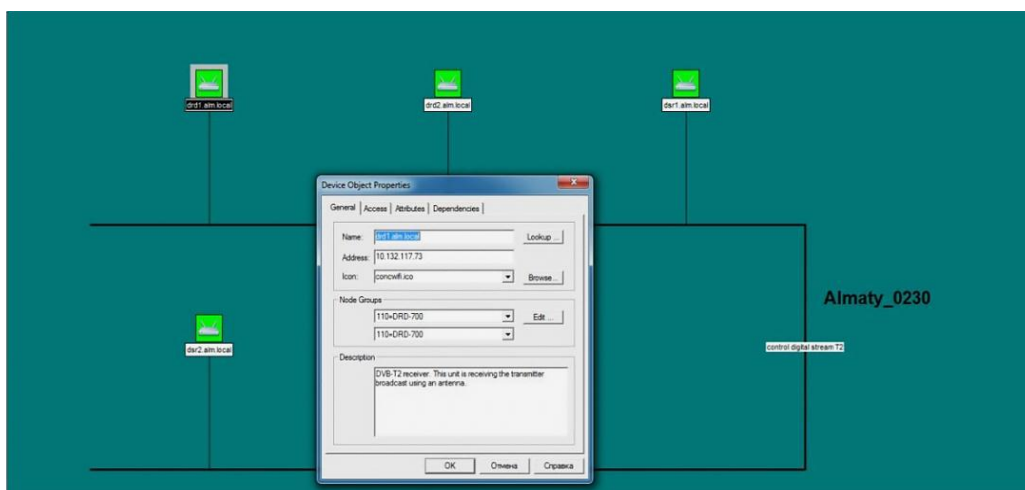 drd1.alm.local
drd2.alm.local
dsr1.alm.local
Device Object Properties
General Access Attributes Dependencies
Name: drd1.alm.local Lookup ...
Address: 10.132.117.73
Icon: concwifi.ico Browse...
Node Groups
110=DRD-700 Edit ...
110=DRD-700
Description
DVB-T2 receiver. This unit is receiving the transmitter
broadcast using an antenna.
OK Отмена Справка
Almaty_0230
dsr2.alm.local
control digital stream T2